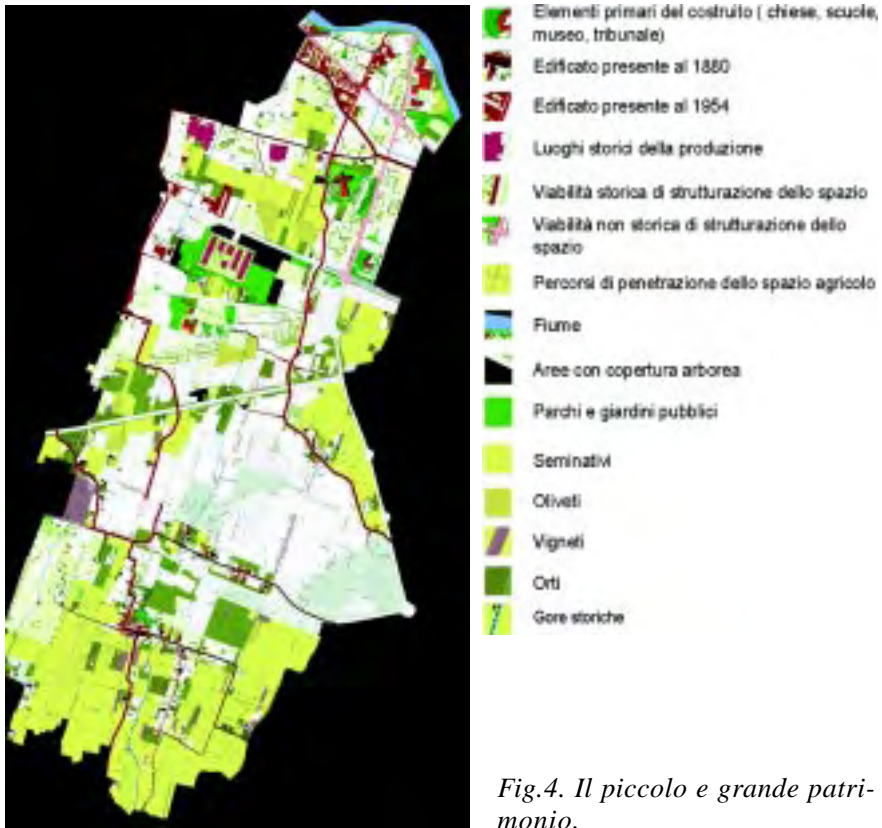 Elementi primari del costruito ( chiese, scuole,
museo, tribunale)
Edificato presente al 1880
Edificato presente al 1954
Luoghi storici della produzione
Viabilità storica di strutturazione dello spazio
Viabilità non storica di strutturazione dello
spazio
Percorsi di penetrazione dello spazio agricolo
Fiume
Aree con copertura arborea
Parchi e giardini pubblici
Seminativi
Oliveti
Vigneti
Orti
Gore storiche
Fig.4. Il piccolo e grande patri-
monio.